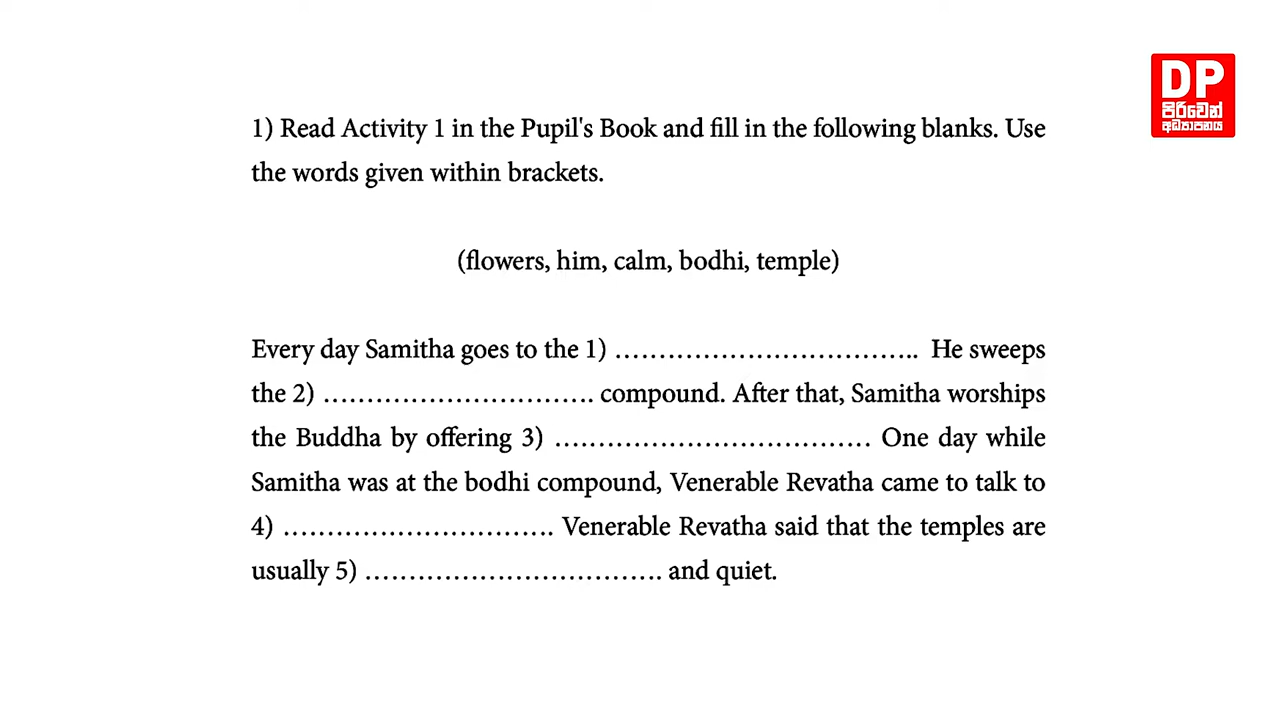 DP
පිරිවෙන්
අධ්‍යාපනය
1) Read Activity 1 in the Pupil's Book and fill in the following blanks. Use
the words given within brackets.
(flowers, him, calm, bodhi, temple)
Every day Samitha goes to the 1) …………………………….. He sweeps
the 2) …………………………. compound. After that, Samitha worships
the Buddha by offering 3) ……………………………… One day while
Samitha was at the bodhi compound, Venerable Revatha came to talk to
4) …………………………. Venerable Revatha said that the temples are
usually 5) ……………………………. and quiet.